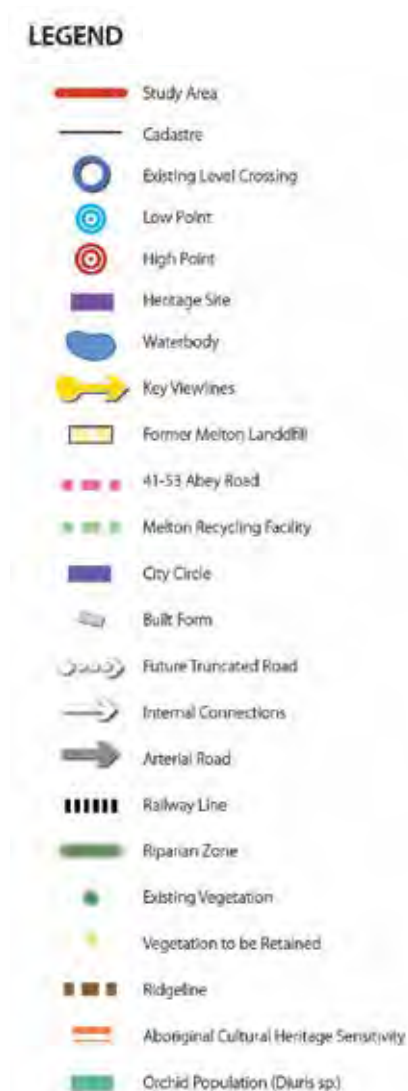 LEGEND
Study Area
Cadastre
Existing Level Crossing
Low Point
High Point
Heritage Site
Waterbody
Key Viewlines
Former Melton Landdfill
41-53 Abey Road
Melton Recycling Facility
City Circle
Built Form
Future Truncated Road
Internal Connections
Arterial Road
Railway Line
Riparian Zone
Existing Vegetation
Vegetation to be Retained
Ridgeline
Aboriginal Cultural Heritage Sensitivity
Orchid Population (Diuris sp.)